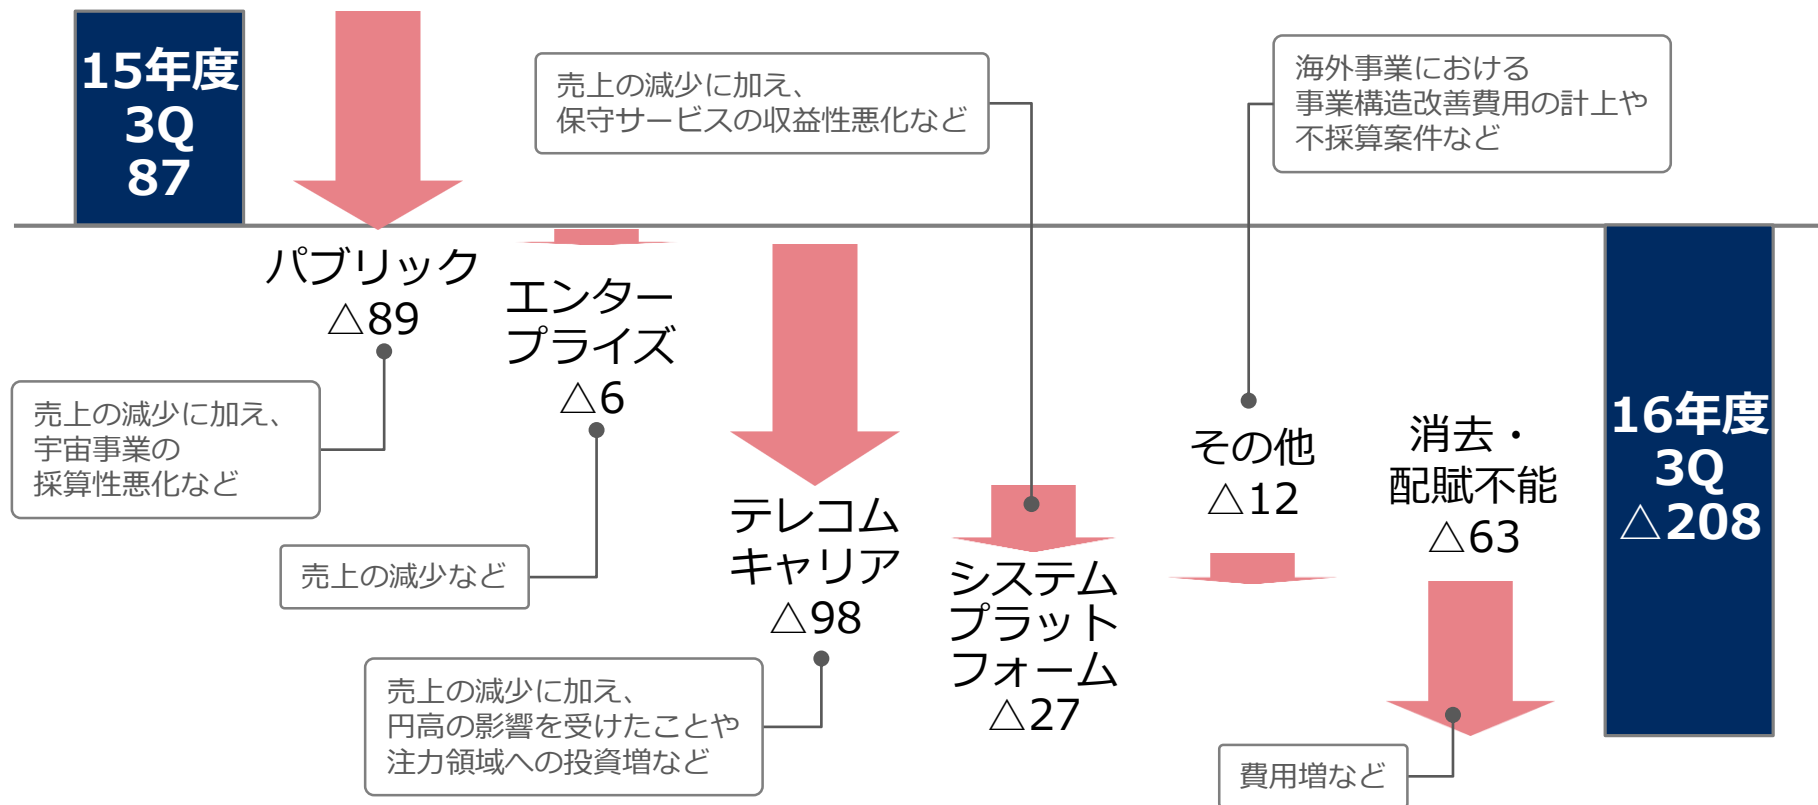 15年度
3Q
87
パブリック
△89
売上の減少に加え、
宇宙事業の
採算性悪化など
エンター
プライズ
△6
売上の減少など
テレコム
キャリア
△98
売上の減少に加え、
円高の影響を受けたことや
注力領域への投資増など
売上の減少に加え、
保守サービスの収益性悪化など
システム
プラット
フォーム
△27
海外事業における
事業構造改善費用の計上や
不採算案件など
その他
△12
消去・
配賦不能
△63
費用増など
16年度
3Q
△208